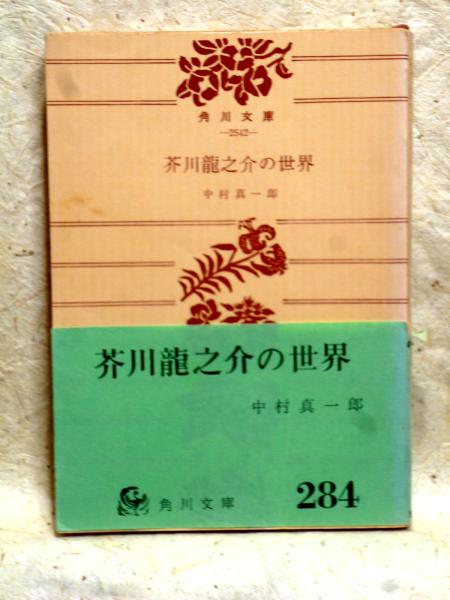 角川文庫
—2542—
芥川龍之介の世界
中村真一郎
芥川龍之介の世界
中村真一郎
角川文庫
284